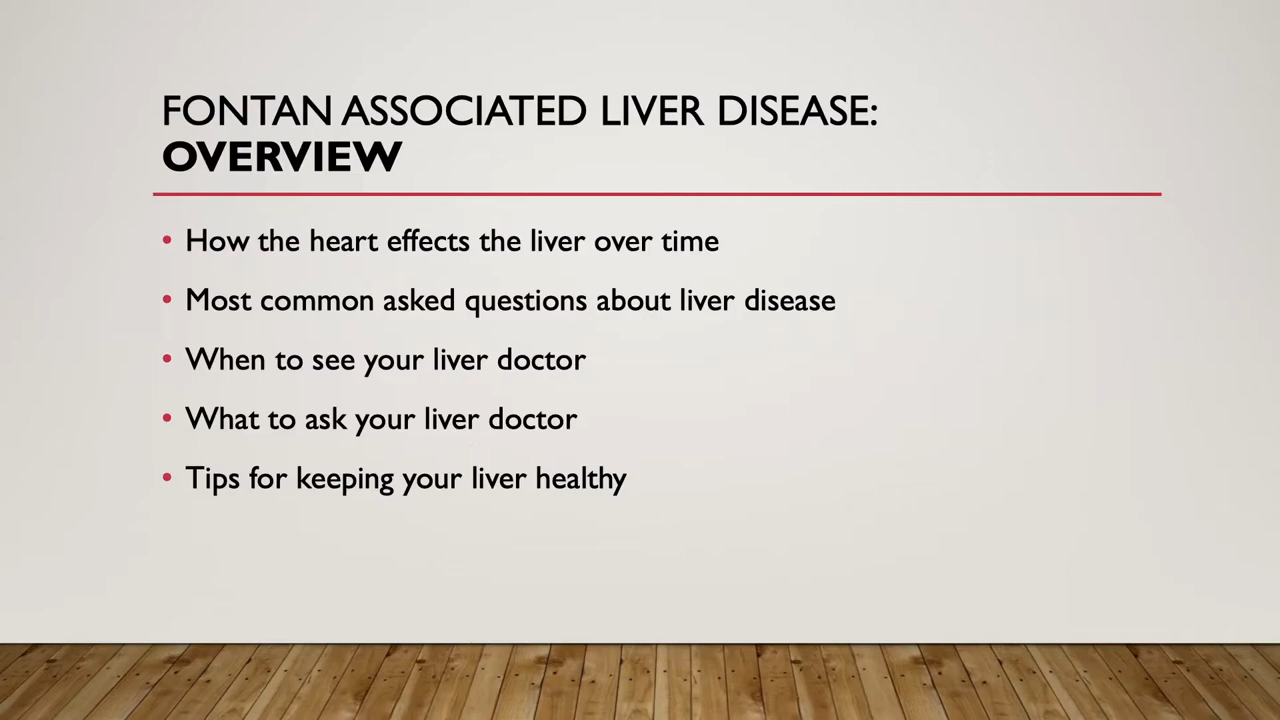 FONTAN ASSOCIATED LIVER DISEASE:
OVERVIEW
• How the heart effects the liver over time
• Most common asked questions about liver disease
• When to see your liver doctor
• What to ask your liver doctor
• Tips for keeping your liver healthy